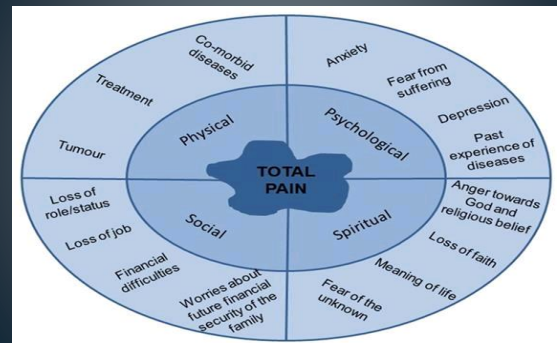 Co-morbid
diseases
Treatment
Tumour
Physical
Anxiety
Fear from
suffering
Depression
Past
experience of
diseases
Psychological
TOTAL
PAIN
Loss of
role/status
Loss of job
Financial
difficulties
Worries about
future financial
security of the
family
Social
Anger towards
God and
religious belief
Loss of faith
Meaning of life
Fear of the
unknown
Spiritual